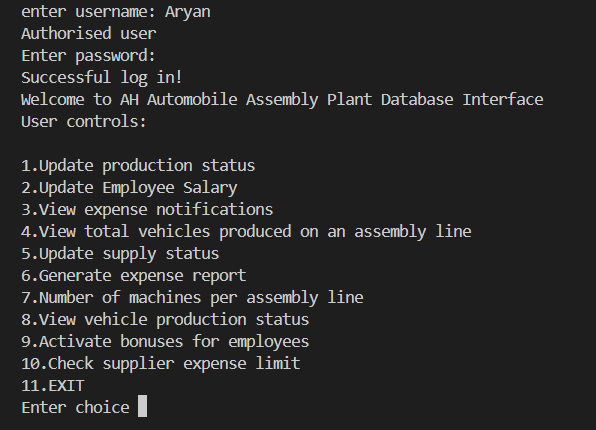 enter username: Aryan
Authorised user
Enter password:
Successful log in!
Welcome to AH Automobile Assembly Plant Database Interface
User controls:
1.Update production status
2.Update Employee Salary
3.View expense notifications
4.View total vehicles produced on an assembly line
5.Update supply status
6.Generate expense report
7.Number of machines per assembly line
8.View vehicle production status
9.Activate bonuses for employees
10.Check supplier expense limit
11.EXIT
Enter choice